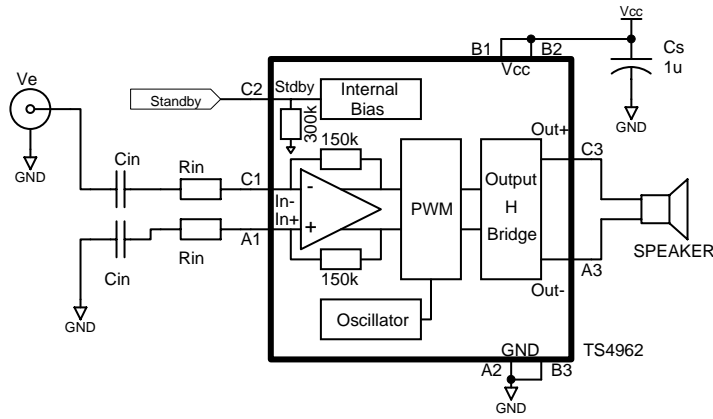 Vcc
B1
B2
Vcc
Cs
1u
GND
Ve
GND
Standby
C2
Stdby
Internal
Bias
300k
150k
Out+
C3
Cin
Rin
C1
In-
-
In+
+
A1
PWM
Output
H
Bridge
Cin
Rin
150k
SPEAKER
A3
Out-
GND
Oscillator
GND
TS4962
A2
B3
GND